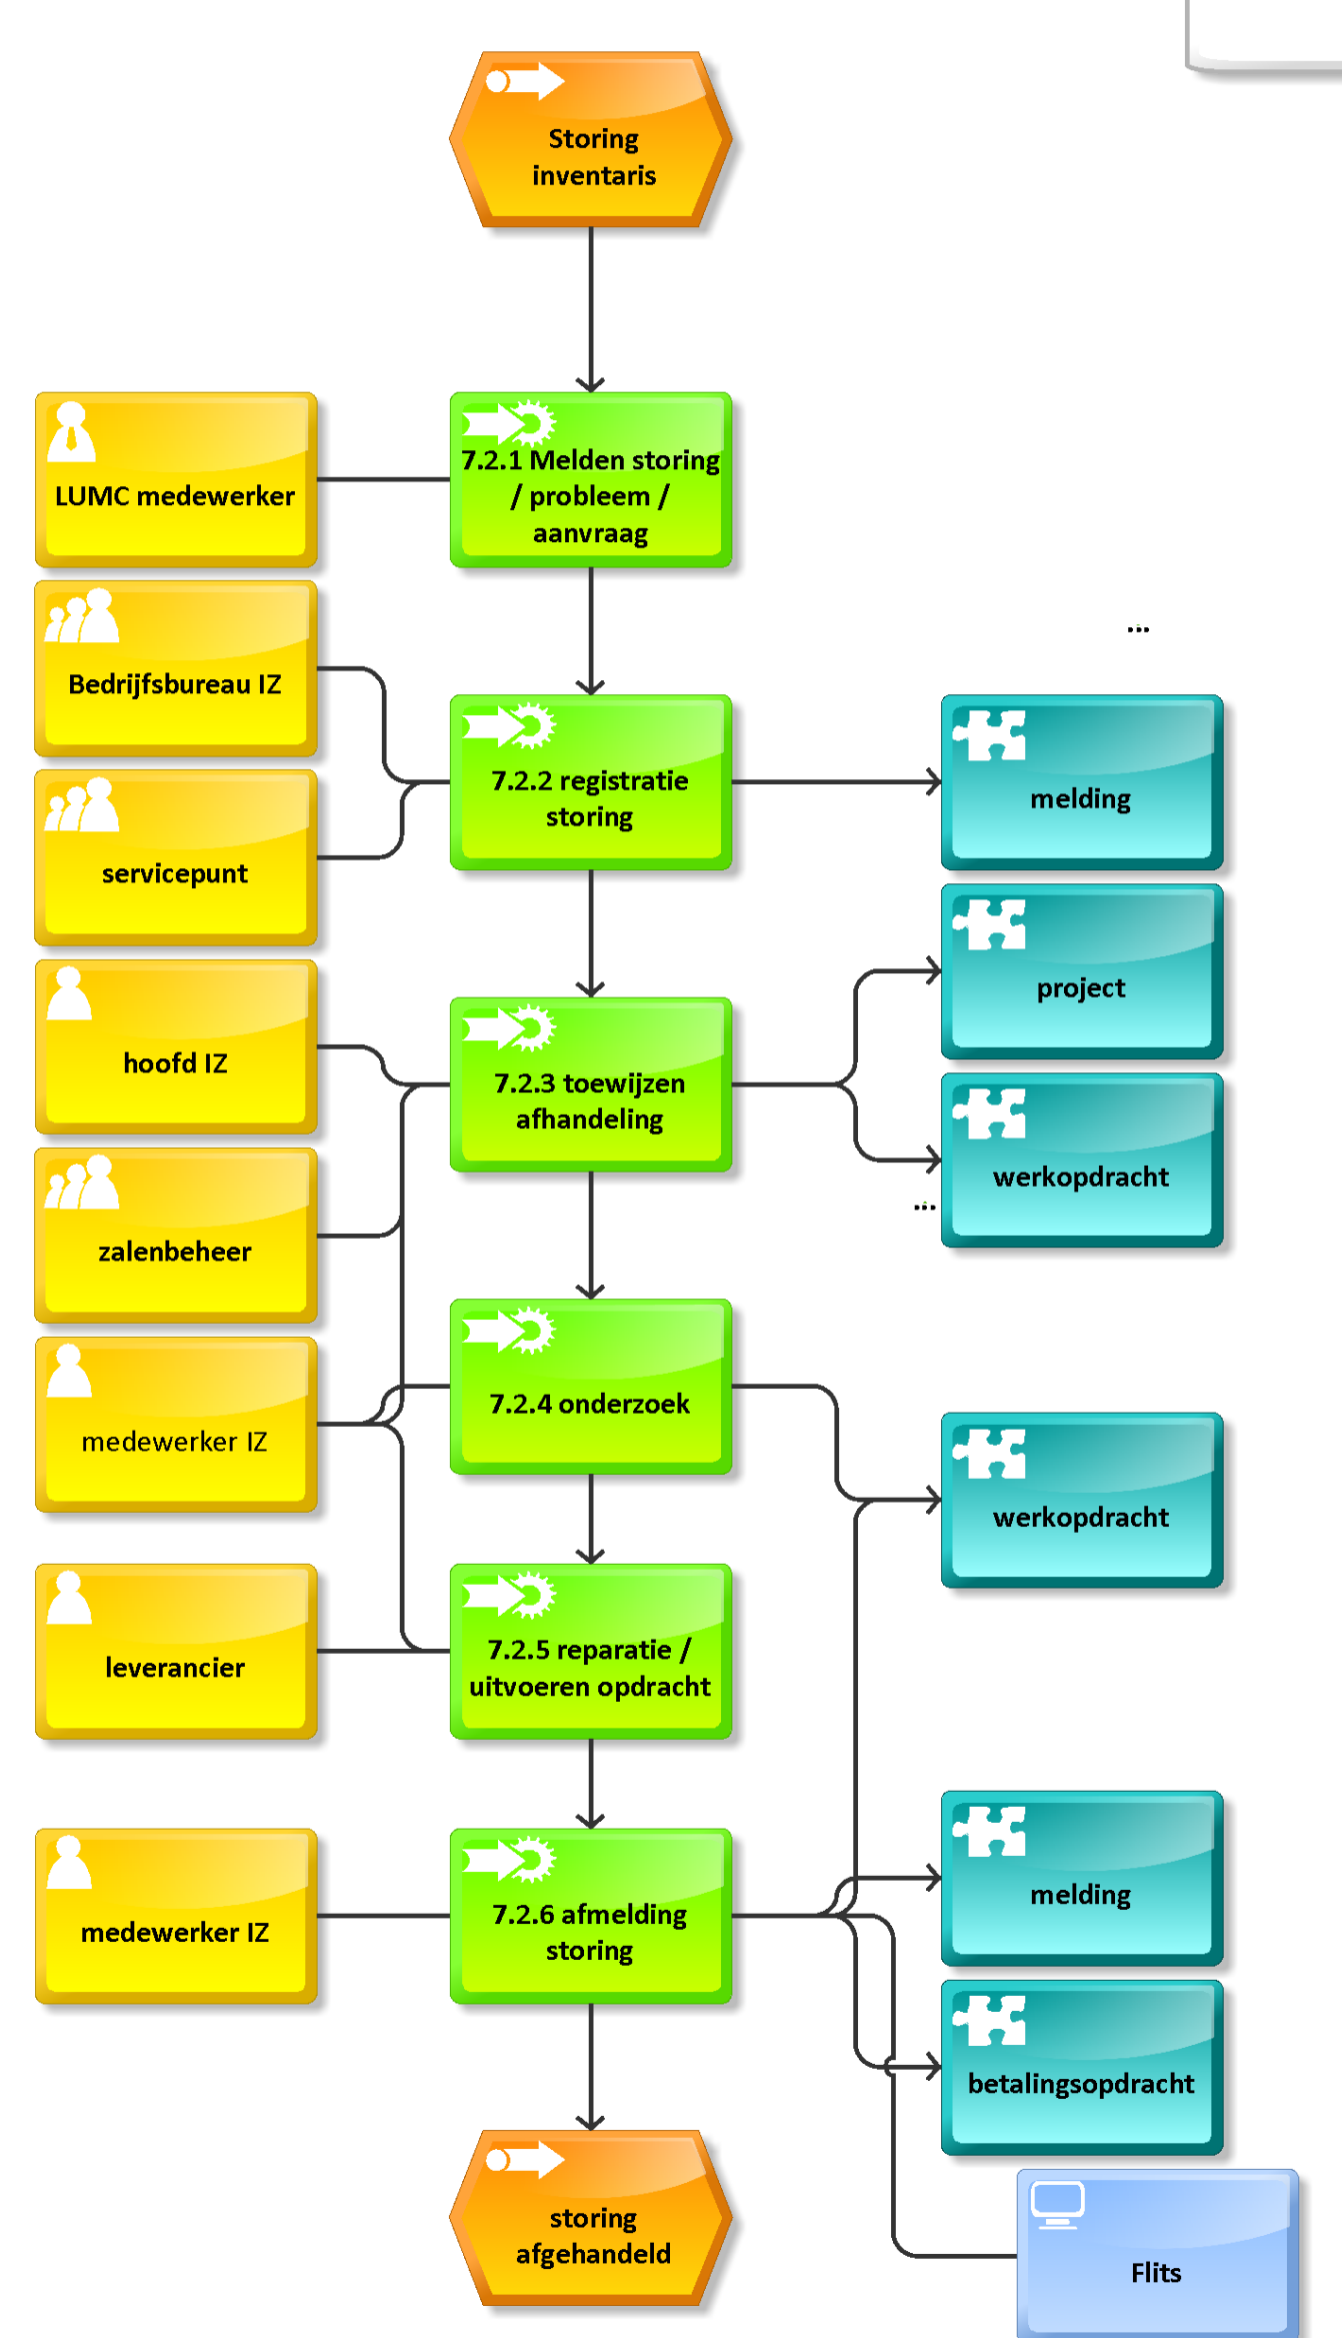 Storing
inventaris
LUMC medewerker
7.2.1 Melden storing
/ probleem /
aanvraag
Bedrijfsbureau IZ
...
servicepunt
7.2.2 registratie
storing
melding
hoofd IZ
7.2.3 toewijzen
afhandeling
project
werkopdracht
...
zalenbeheer
medewerker IZ
7.2.4 onderzoek
werkopdracht
leverancier
7.2.5 reparatie /
uitvoeren opdracht
medewerker IZ
7.2.6 afmelding
storing
melding
betalingsopdracht
storing
afgehandeld
Flits